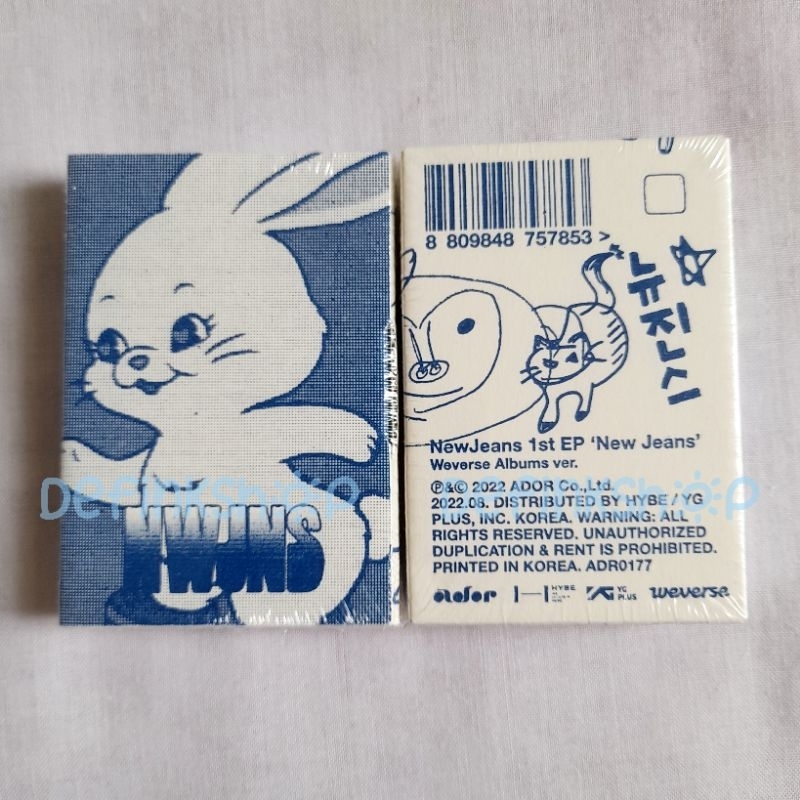 NWJNS
8 809848 757853 >
뉴진스
NewJeans 1st EP ‘New Jeans’
Weverse Albums ver.
℗&© 2022 ADOR Co.,Ltd.
2022.08. DISTRIBUTED BY HYBE / YG
PLUS, INC. KOREA. WARNING: ALL
RIGHTS RESERVED. UNAUTHORIZED
DUPLICATION & RENT IS PROHIBITED.
PRINTED IN KOREA. ADR0177
ador HYBE YG PLUS weverse